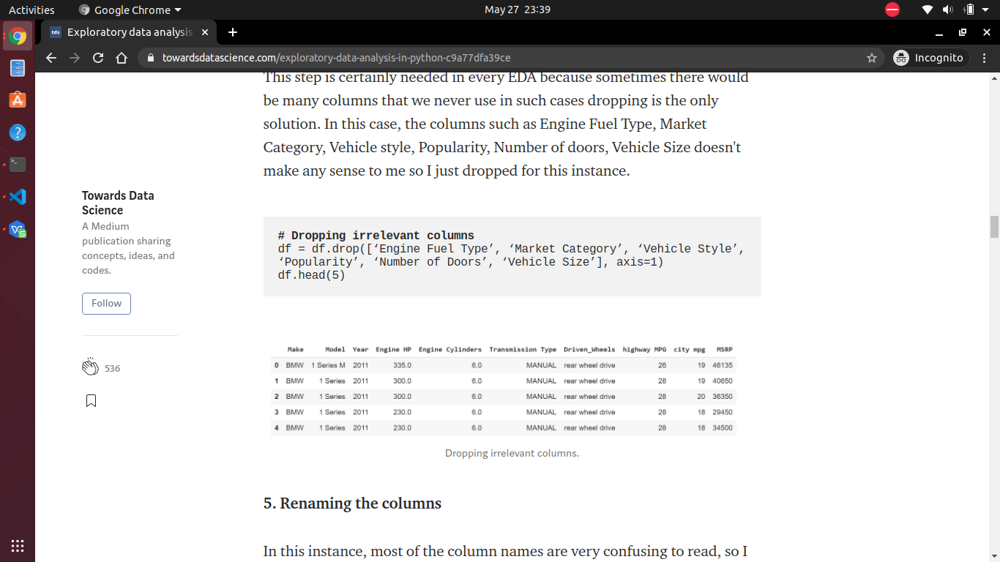 Activities
Google Chrome
May 27 23:39
tds
Exploratory data analysis
towardsdatascience.com/exploratory-data-analysis-in-python-c9a77dfa39ce
Incognito
This step is certainly needed in every EDA because sometimes there would
be many columns that we never use in such cases dropping is the only
solution. In this case, the columns such as Engine Fuel Type, Market
Category, Vehicle style, Popularity, Number of doors, Vehicle Size doesn't
make any sense to me so I just dropped for this instance.
Towards Data
Science
A Medium
publication sharing
concepts, ideas, and
codes.
Follow
536
# Dropping irrelevant columns
df = df.drop([‘Engine Fuel Type’, ‘Market Category’, ‘Vehicle Style’,
‘Popularity’, ‘Number of Doors’, ‘Vehicle Size’], axis=1)
df.head(5)
Make Model Year Engine HP Engine Cylinders Transmission Type Driven_Wheels highway MPG city mpg MSRP
0 BMW 1 Series M 2011 335.0 6.0 MANUAL rear wheel drive 26 19 46135
1 BMW 1 Series 2011 300.0 6.0 MANUAL rear wheel drive 28 19 40650
2 BMW 1 Series 2011 300.0 6.0 MANUAL rear wheel drive 28 20 36350
3 BMW 1 Series 2011 230.0 6.0 MANUAL rear wheel drive 28 18 29450
4 BMW 1 Series 2011 230.0 6.0 MANUAL rear wheel drive 28 18 34500
Dropping irrelevant columns.
5. Renaming the columns
In this instance, most of the column names are very confusing to read, so I